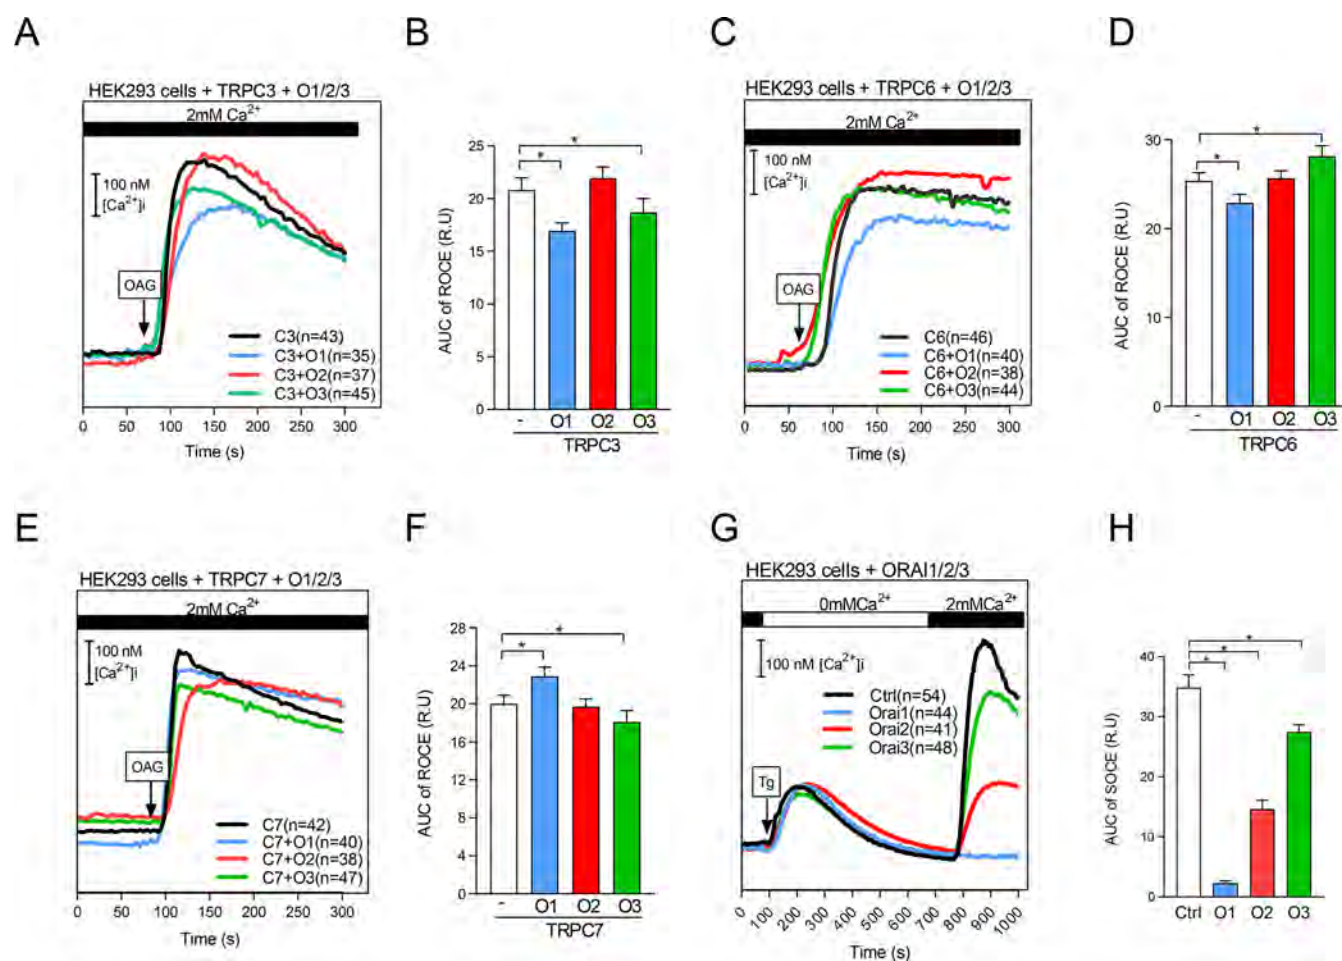 A
HEK293 cells + TRPC3 + O1/2/3
2mM Ca²⁺
100 nM
[Ca²⁺]i
OAG
C3(n=43)
C3+O1(n=35)
C3+O2(n=37)
C3+O3(n=45)
0 50 100 150 200 250 300
Time (s)
B
AUC of ROCE (R.U)
25
20
15
10
5
0
* *
- O1 O2 O3
TRPC3
C
HEK293 cells + TRPC6 + O1/2/3
2mM Ca²⁺
100 nM
[Ca²⁺]i
OAG
C6(n=46)
C6+O1(n=40)
C6+O2(n=38)
C6+O3(n=44)
0 50 100 150 200 250 300
Time (s)
D
AUC of ROCE (R.U)
30
20
10
0
* *
- O1 O2 O3
TRPC6
E
HEK293 cells + TRPC7 + O1/2/3
2mM Ca²⁺
100 nM
[Ca²⁺]i
OAG
C7(n=42)
C7+O1(n=40)
C7+O2(n=38)
C7+O3(n=47)
0 50 100 150 200 250 300
Time (s)
F
AUC of ROCE (R.U)
28
24
20
16
12
8
4
0
* *
- O1 O2 O3
TRPC7
G
HEK293 cells + ORAI1/2/3
0mMCa²⁺ 2mMCa²⁺
100 nM [Ca²⁺]i
Ctrl(n=54)
Orai1(n=44)
Orai2(n=41)
Orai3(n=48)
Tg
0 100 200 300 400 500 600 700 800 900 1000
Time (s)
H
AUC of SOCE (R.U)
40
30
20
10
0
* * *
Ctrl O1 O2 O3